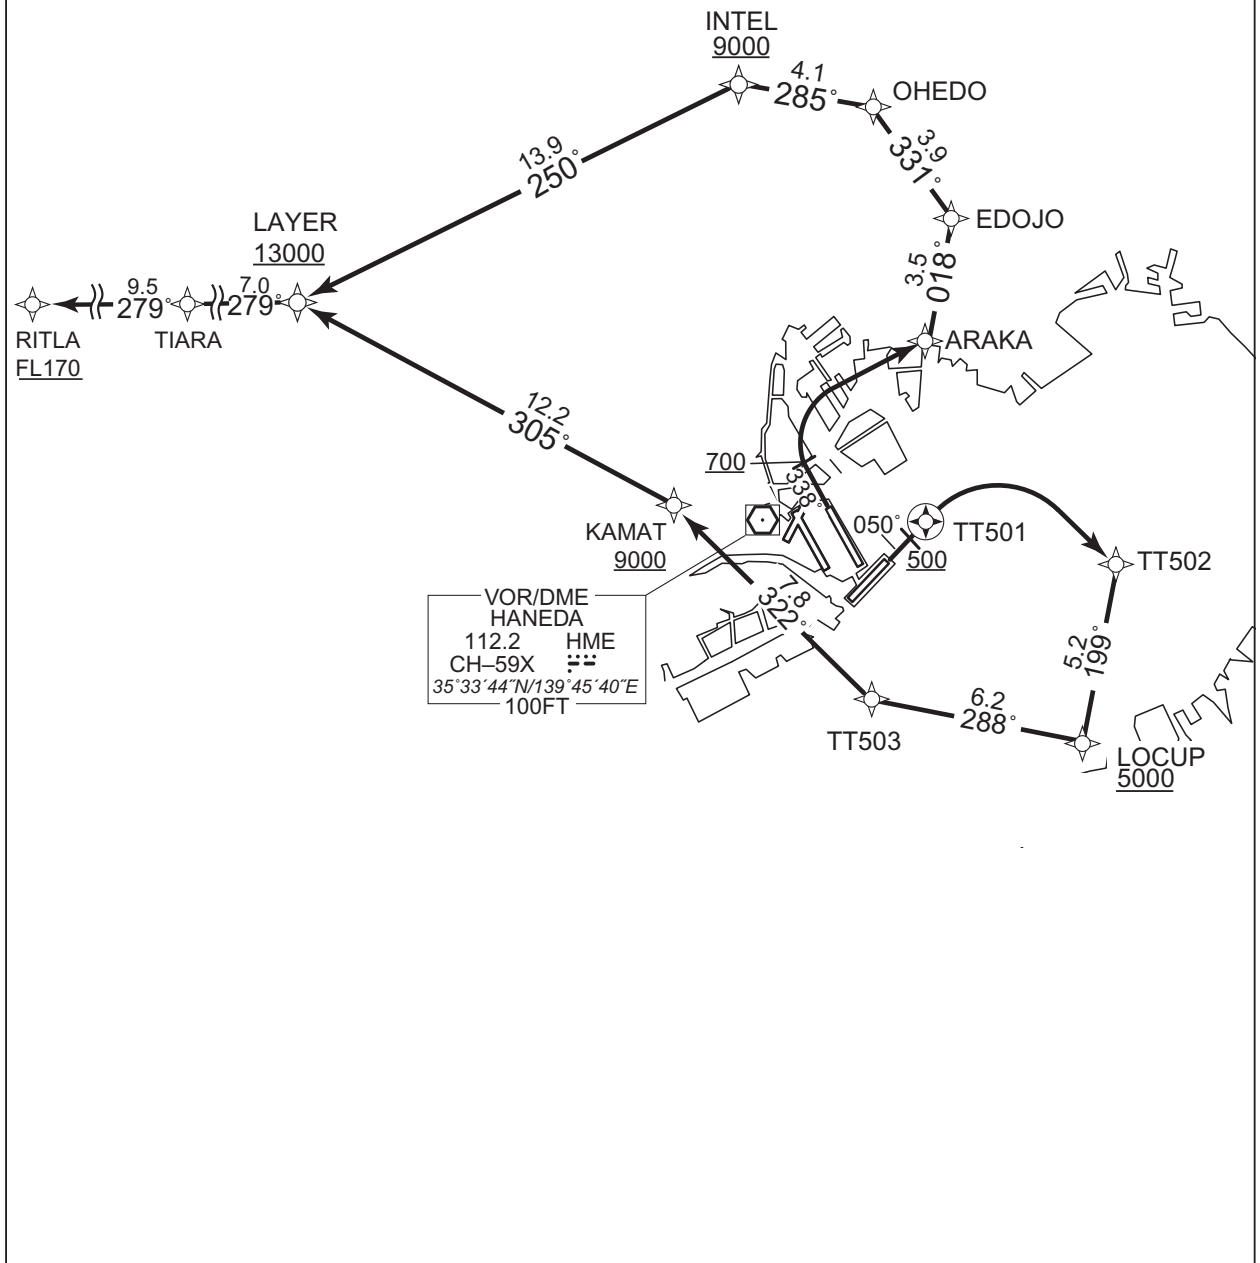 INTEL
9000
4.1
285°
OHEDO
3.9
331°
13.9
250°
EDOJO
LAYER
13000
3.5
018°
9.5
279°
7.0
279°
RITLA
FL170
TIARA
ARAKA
12.2
305°
700
338°
KAMAT
9000
050°
500
TT501
TT502
7.8
322°
VOR/DME
HANEDA
112.2 HME
CH–59X
35°33′44″N/139°45′40″E
100FT
5.2
199°
6.2
288°
TT503
LOCUP
5000